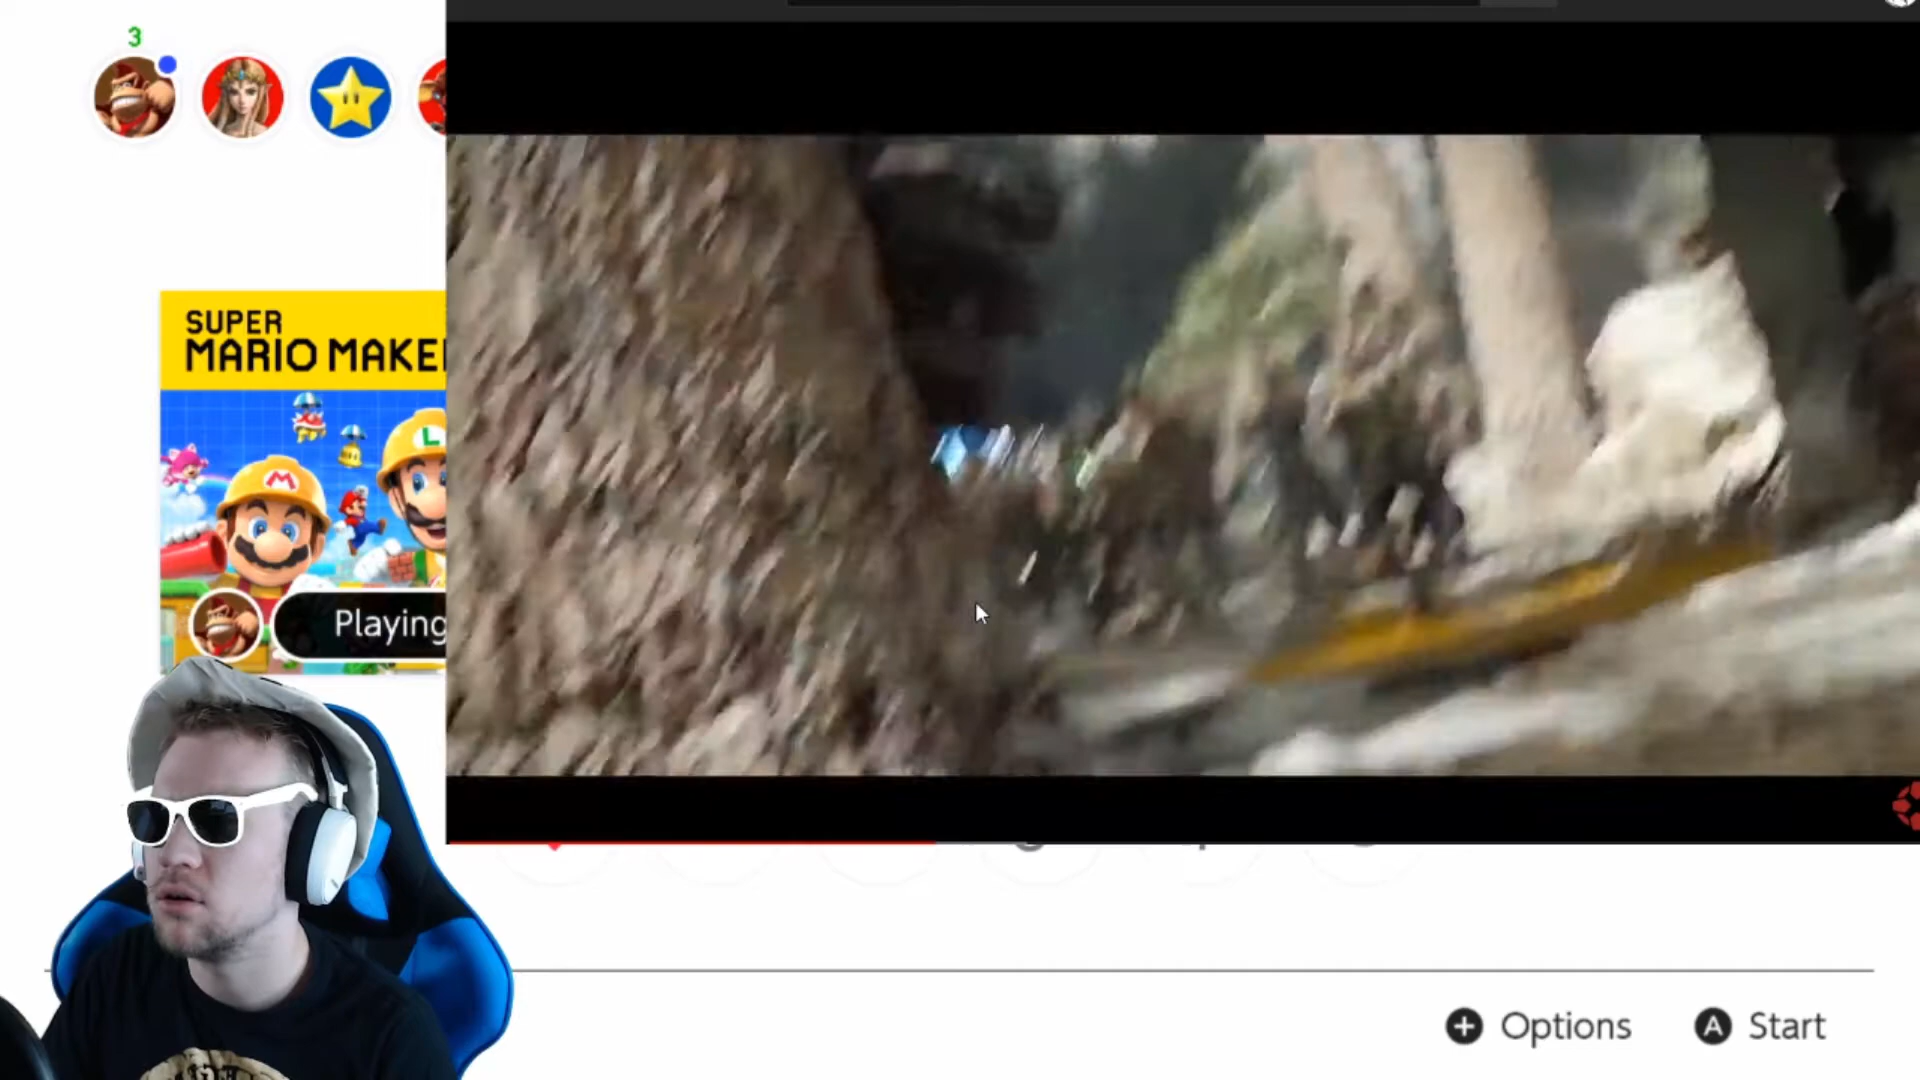 3
SUPER
MARIO MAKE
L
M
Playing
Options
A Start